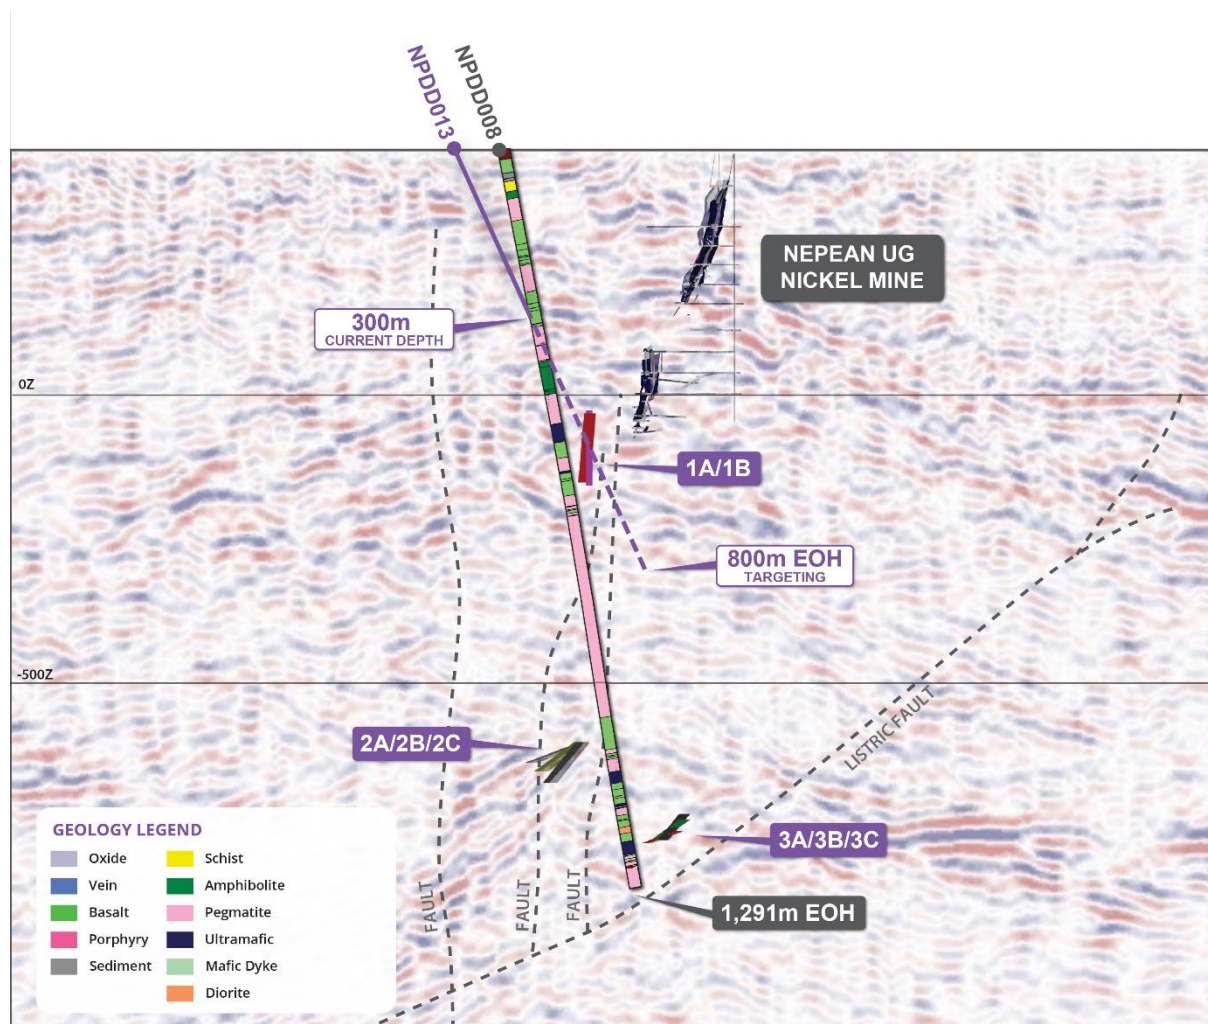 NPDD013
NPDD008
NEPEAN UG
NICKEL MINE
300m
CURRENT DEPTH
0Z
1A/1B
800m EOH
TARGETING
-500Z
LISTRIC FAULT
2A/2B/2C
3A/3B/3C
FAULT
FAULT
FAULT
1,291m EOH
GEOLOGY LEGEND
Oxide
Vein
Basalt
Porphyry
Sediment
Schist
Amphibolite
Pegmatite
Ultramafic
Mafic Dyke
Diorite